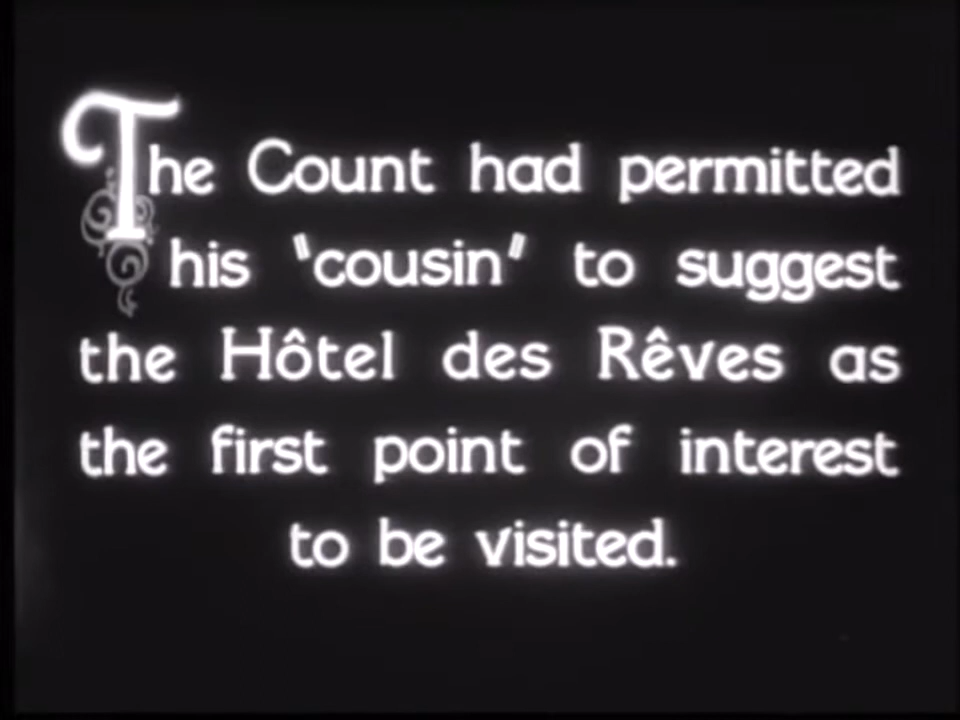 The Count had permitted
his "cousin" to suggest
the Hôtel des Rêves as
the first point of interest
to be visited.